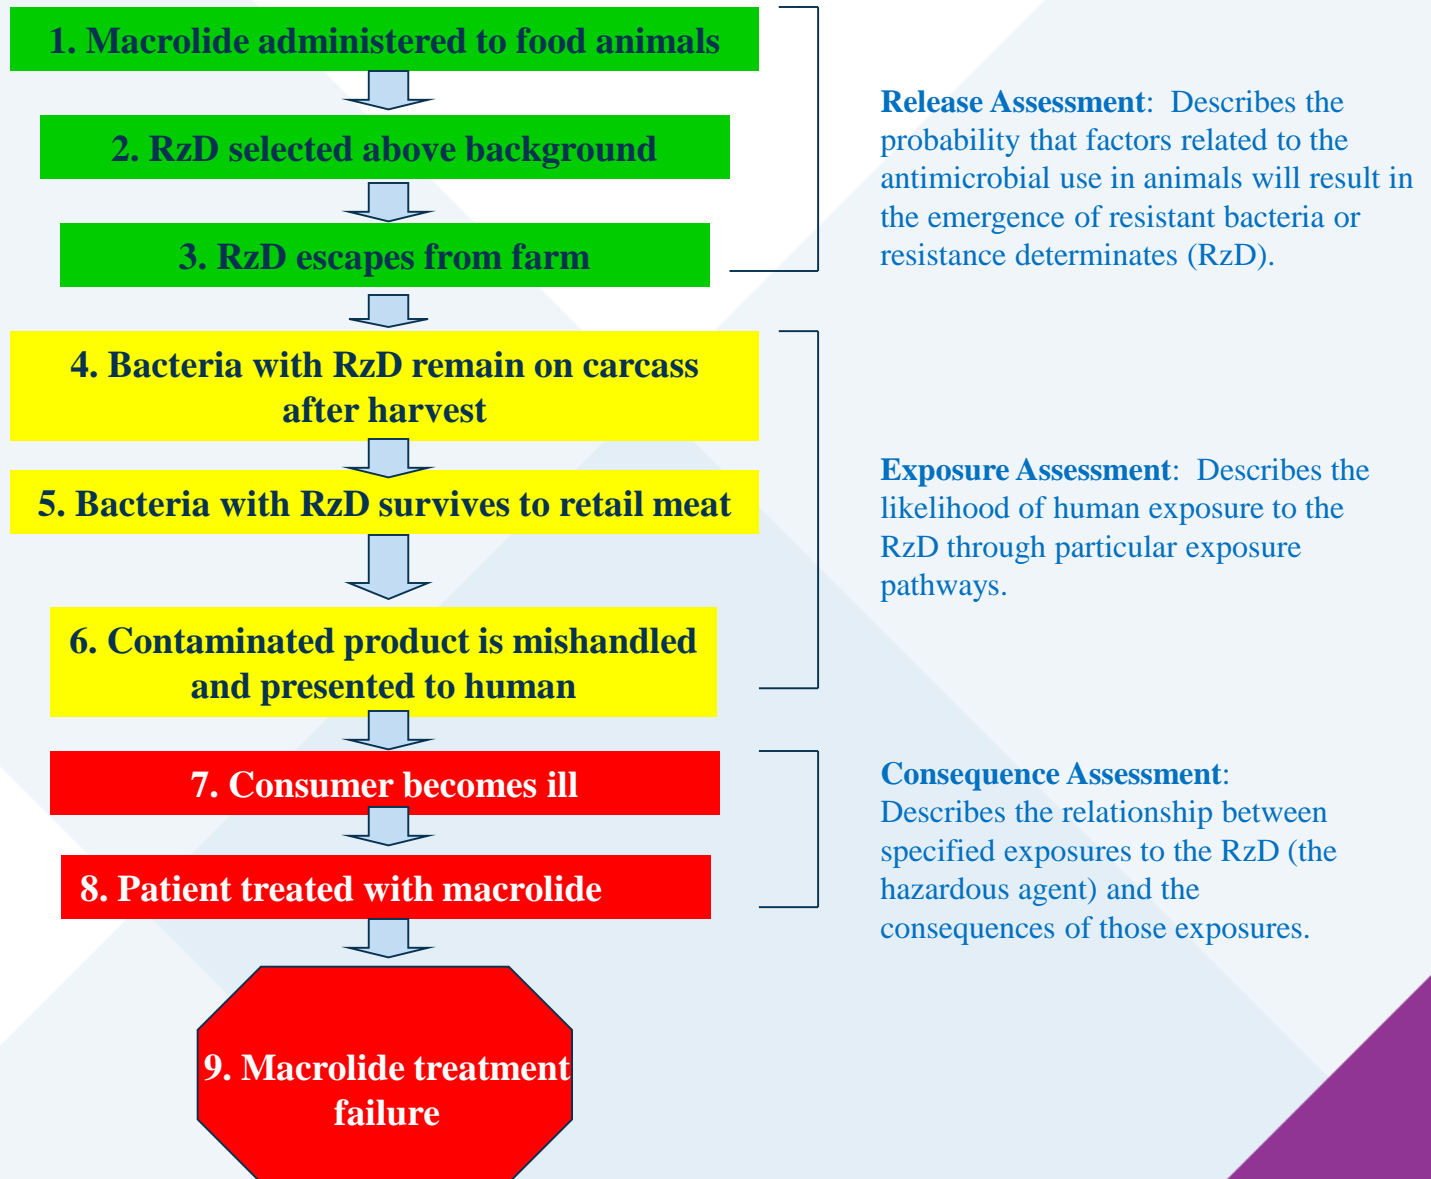 1. Macrolide administered to food animals
2. RzD selected above background
3. RzD escapes from farm
Release Assessment:  Describes the
probability that factors related to the
antimicrobial use in animals will result in
the emergence of resistant bacteria or
resistance determinates (RzD).
4. Bacteria with RzD remain on carcass
after harvest
5. Bacteria with RzD survives to retail meat
6. Contaminated product is mishandled
and presented to human
Exposure Assessment:  Describes the
likelihood of human exposure to the
RzD through particular exposure
pathways.
7. Consumer becomes ill
8. Patient treated with macrolide
Consequence Assessment:
Describes the relationship between
specified exposures to the RzD (the
hazardous agent) and the
consequences of those exposures.
9. Macrolide treatment
failure